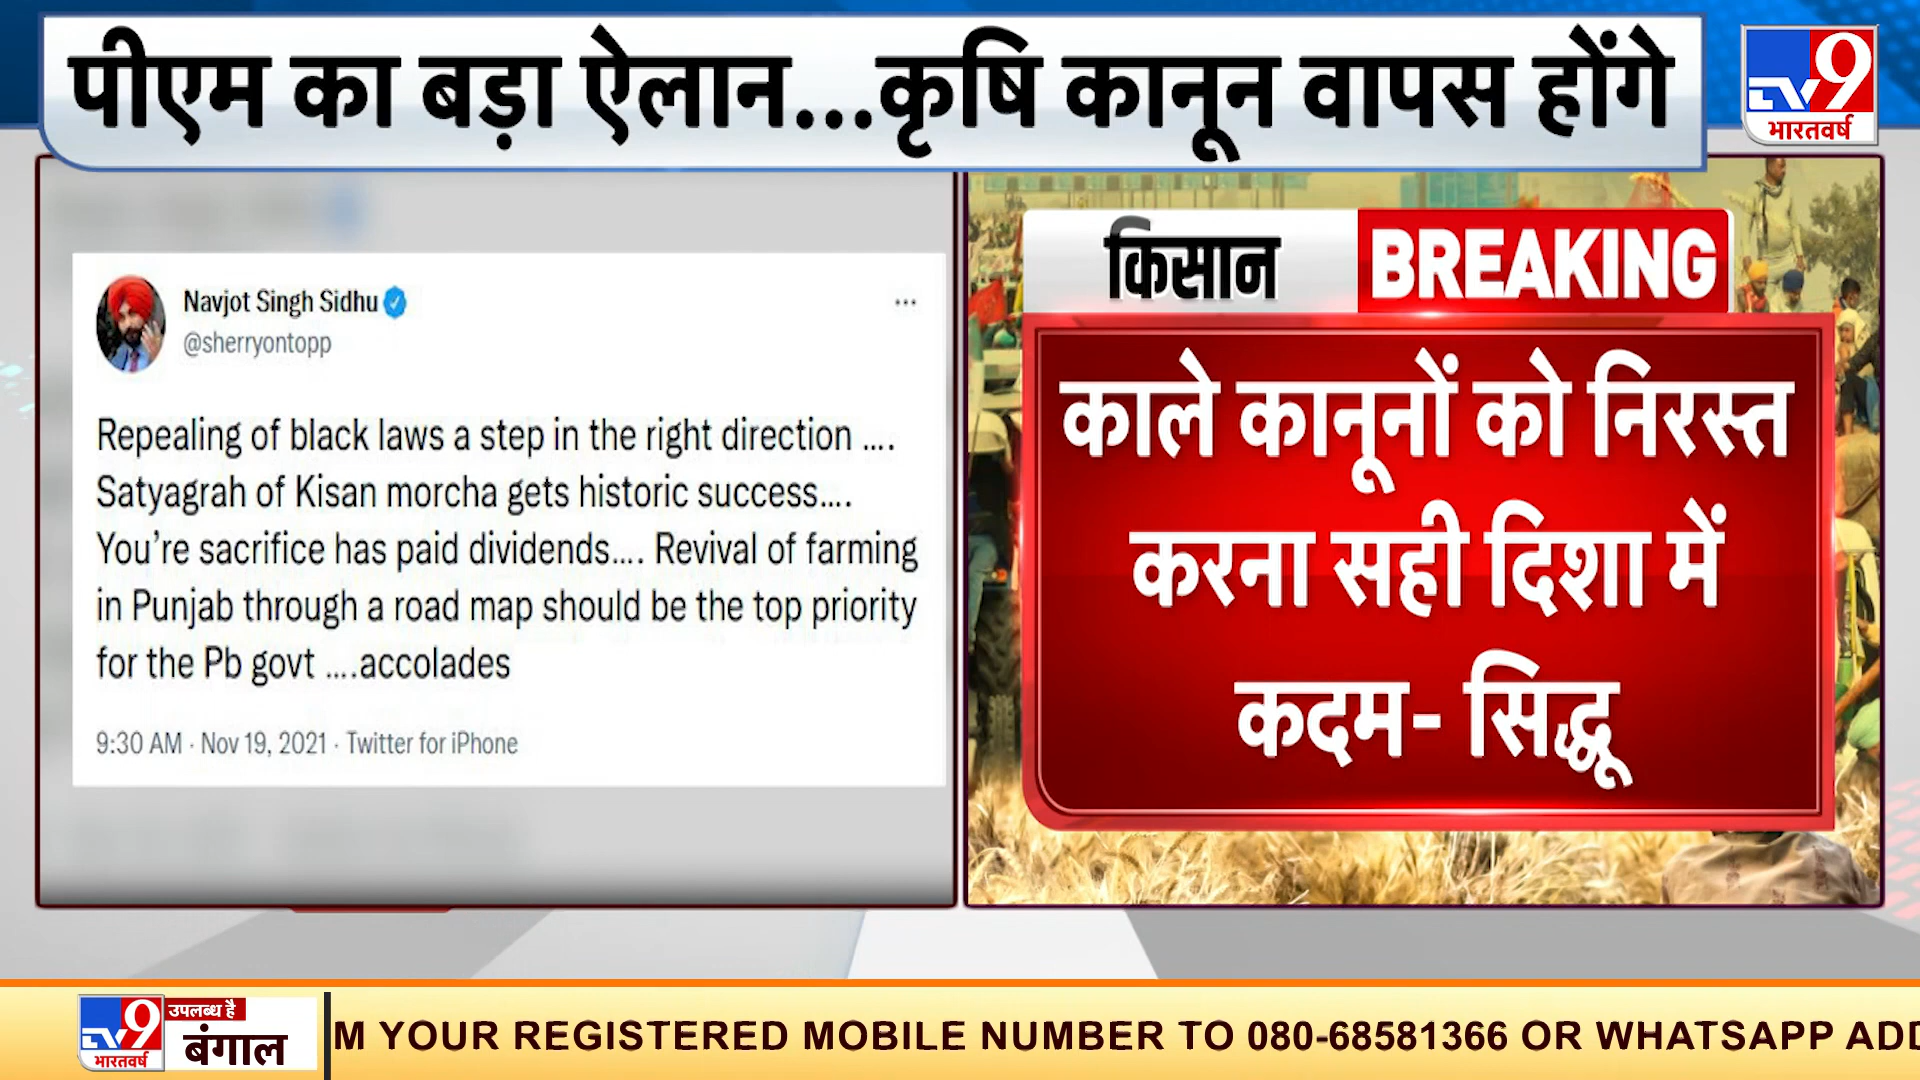 पीएम का बड़ा ऐलान...कृषि कानून वापस होंगे
TV9
भारतवर्ष
Navjot Singh Sidhu
@sherryontopp
Repealing of black laws a step in the right direction ....
Satyagrah of Kisan morcha gets historic success....
You're sacrifice has paid dividends.... Revival of farming
in Punjab through a road map should be the top priority
for the Pb govt ....accolades
9:30 AM · Nov 19, 2021 · Twitter for iPhone
किसान BREAKING
काले कानूनों को निरस्त
करना सही दिशा में
कदम- सिद्धू
TV9
भारतवर्ष
उपलब्ध है
बंगाल
M YOUR REGISTERED MOBILE NUMBER TO 080-68581366 OR WHATSAPP ADD